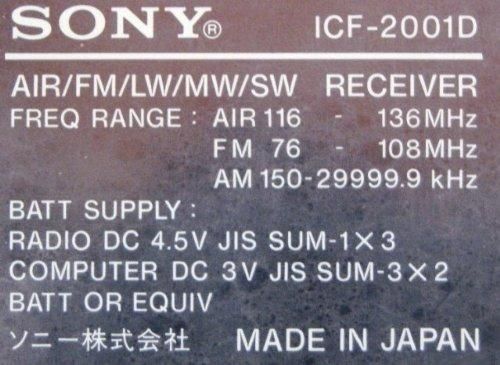 SONY® ICF-2001D
AIR/FM/LW/MW/SW RECEIVER
FREQ RANGE : AIR 116 - 136MHz
FM 76 - 108MHz
AM 150-29999.9 kHz
BATT SUPPLY :
RADIO DC 4.5V JIS SUM-1×3
COMPUTER DC 3V JIS SUM-3×2
BATT OR EQUIV
ソニー株式会社 MADE IN JAPAN